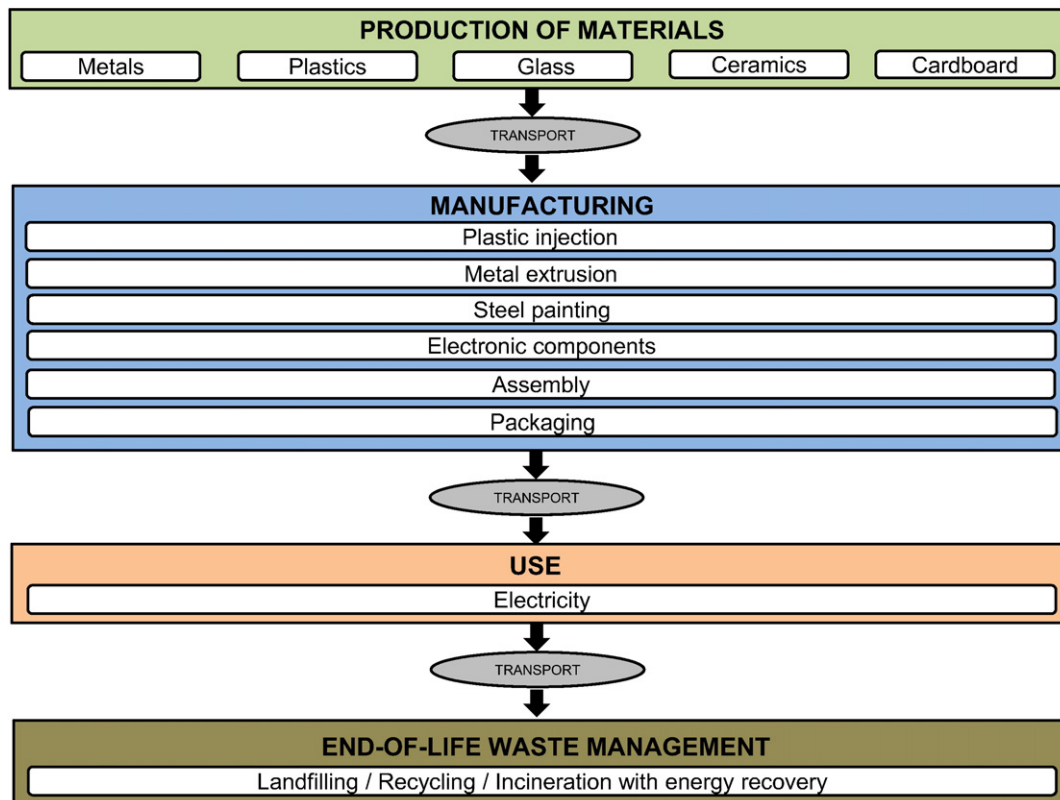 PRODUCTION OF MATERIALS
Metals Plastics Glass Ceramics Cardboard
TRANSPORT
MANUFACTURING
Plastic injection
Metal extrusion
Steel painting
Electronic components
Assembly
Packaging
TRANSPORT
USE
Electricity
TRANSPORT
END-OF-LIFE WASTE MANAGEMENT
Landfilling / Recycling / Incineration with energy recovery